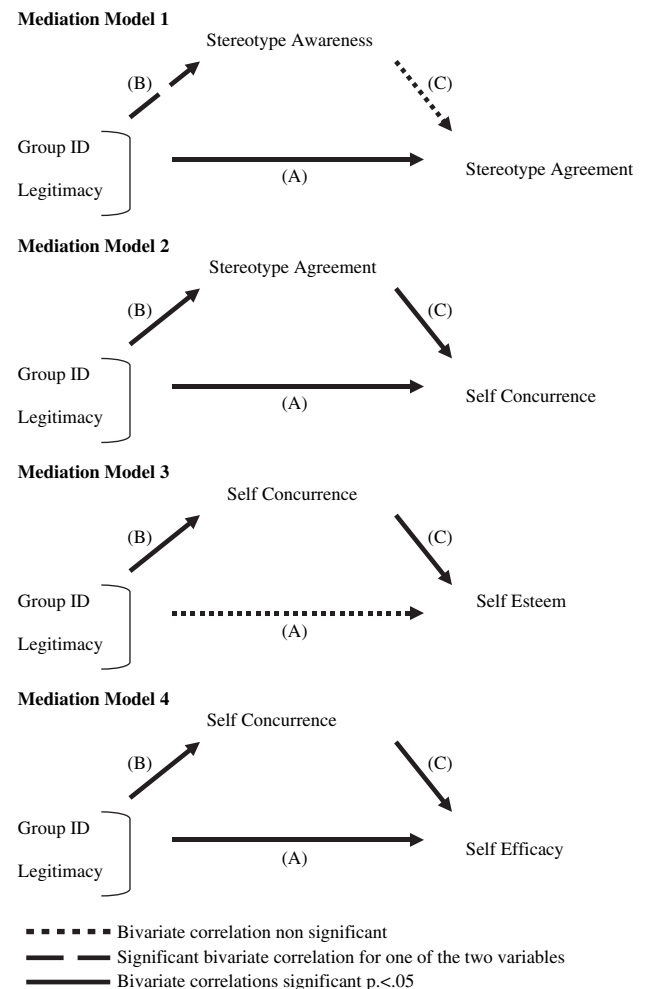 Mediation Model 1
Stereotype Awareness
(B)
(C)
Group ID
Legitimacy
(A)
Stereotype Agreement
Mediation Model 2
Stereotype Agreement
(B)
(C)
Group ID
Legitimacy
(A)
Self Concurrence
Mediation Model 3
Self Concurrence
(B)
(C)
Group ID
Legitimacy
(A)
Self Esteem
Mediation Model 4
Self Concurrence
(B)
(C)
Group ID
Legitimacy
(A)
Self Efficacy
Bivariate correlation non significant
Significant bivariate correlation for one of the two variables
Bivariate correlations significant p.<.05